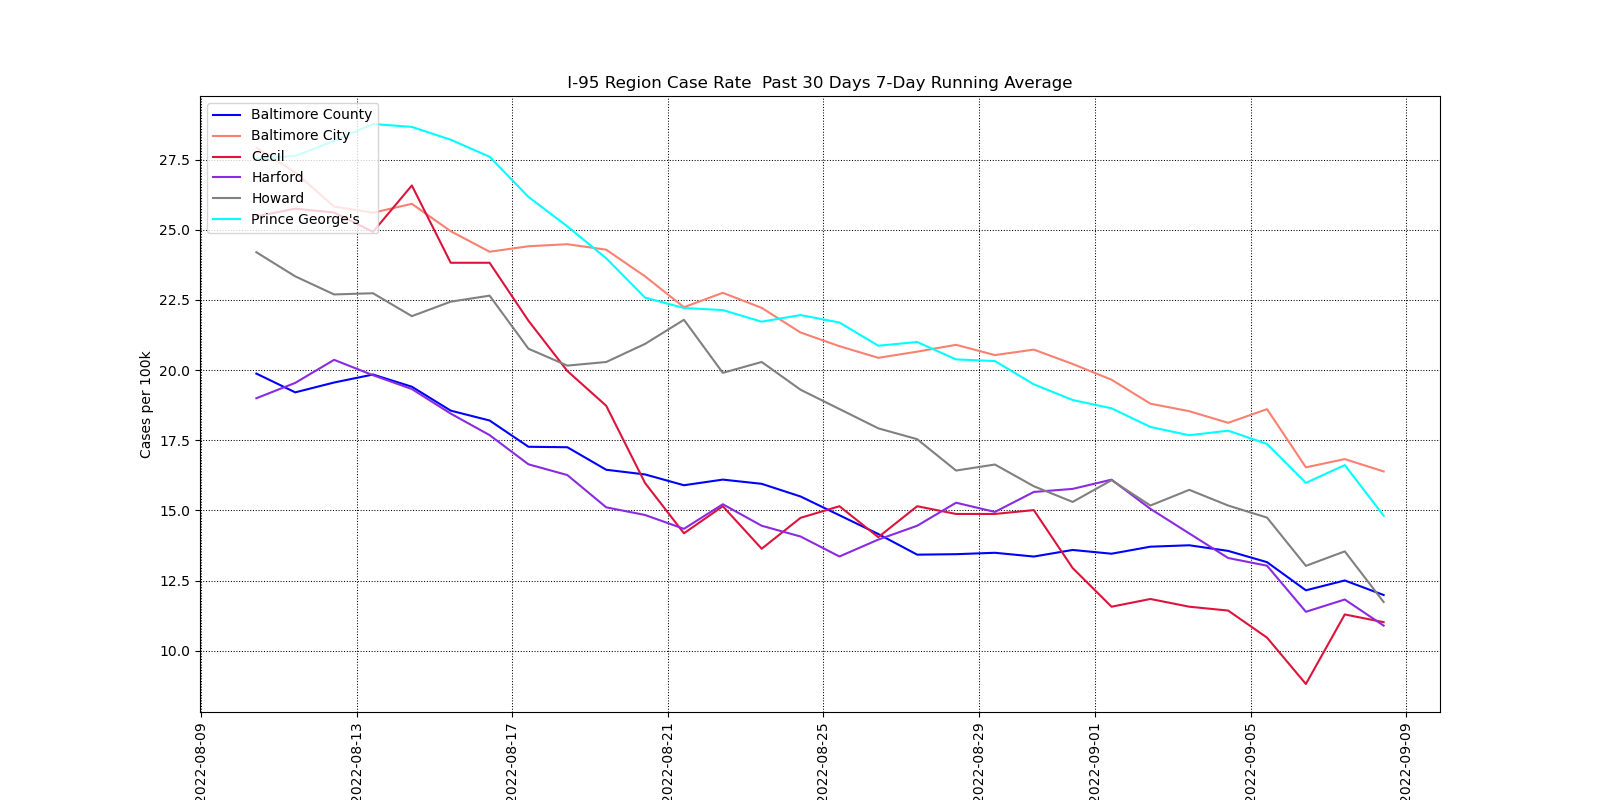 I-95 Region Case Rate  Past 30 Days 7-Day Running Average
Baltimore County
Baltimore City
Cecil
Harford
Howard
Prince George's
Cases per 100k
27.5
25.0
22.5
20.0
17.5
15.0
12.5
10.0
2022-08-09
2022-08-13
2022-08-17
2022-08-21
2022-08-25
2022-08-29
2022-09-01
2022-09-05
2022-09-09